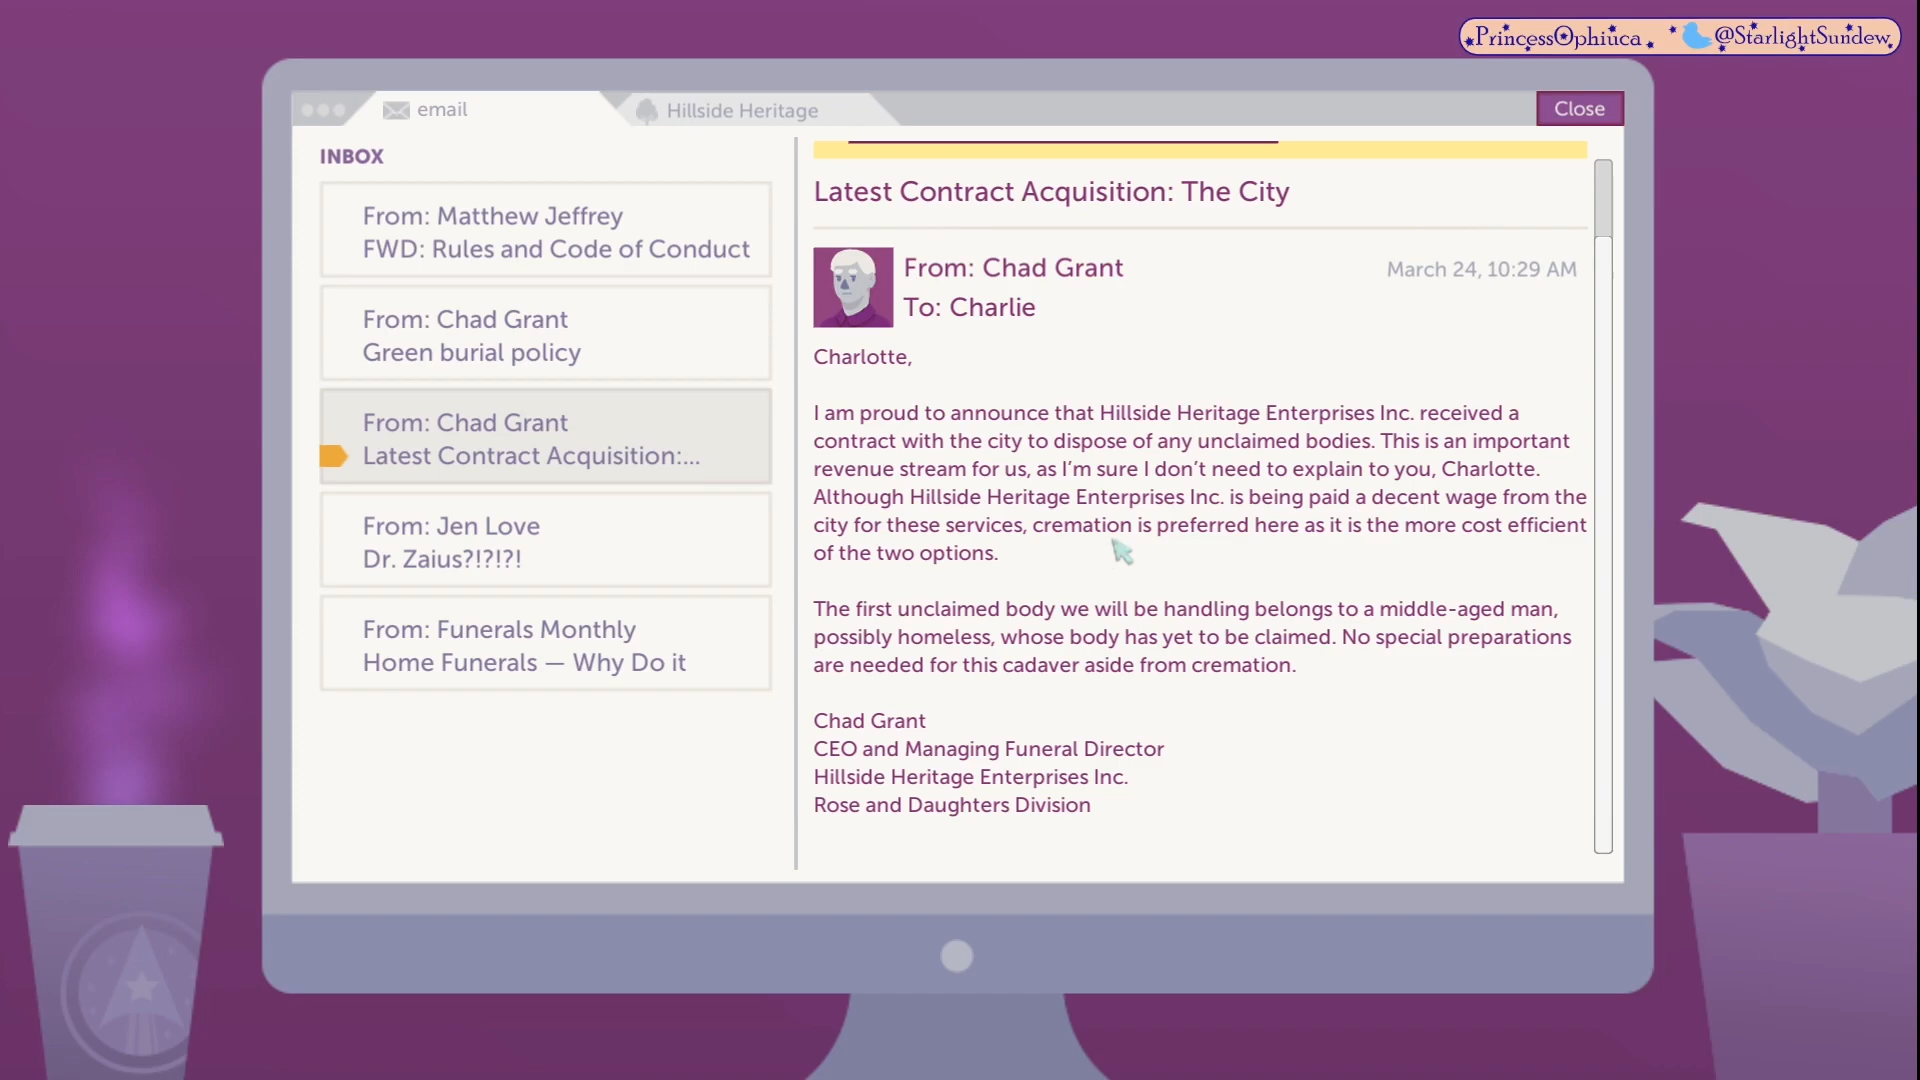 PrincessOphiuca @StarlightSundew
email
Hillside Heritage
Close
INBOX
From: Matthew Jeffrey
FWD: Rules and Code of Conduct
From: Chad Grant
Green burial policy
From: Chad Grant
Latest Contract Acquisition:...
From: Jen Love
Dr. Zaius?!?!?!
From: Funerals Monthly
Home Funerals — Why Do it
Latest Contract Acquisition: The City
From: Chad Grant
March 24, 10:29 AM
To: Charlie
Charlotte,
I am proud to announce that Hillside Heritage Enterprises Inc. received a
contract with the city to dispose of any unclaimed bodies. This is an important
revenue stream for us, as I’m sure I don’t need to explain to you, Charlotte.
Although Hillside Heritage Enterprises Inc. is being paid a decent wage from the
city for these services, cremation is preferred here as it is the more cost efficient
of the two options.
The first unclaimed body we will be handling belongs to a middle-aged man,
possibly homeless, whose body has yet to be claimed. No special preparations
are needed for this cadaver aside from cremation.
Chad Grant
CEO and Managing Funeral Director
Hillside Heritage Enterprises Inc.
Rose and Daughters Division